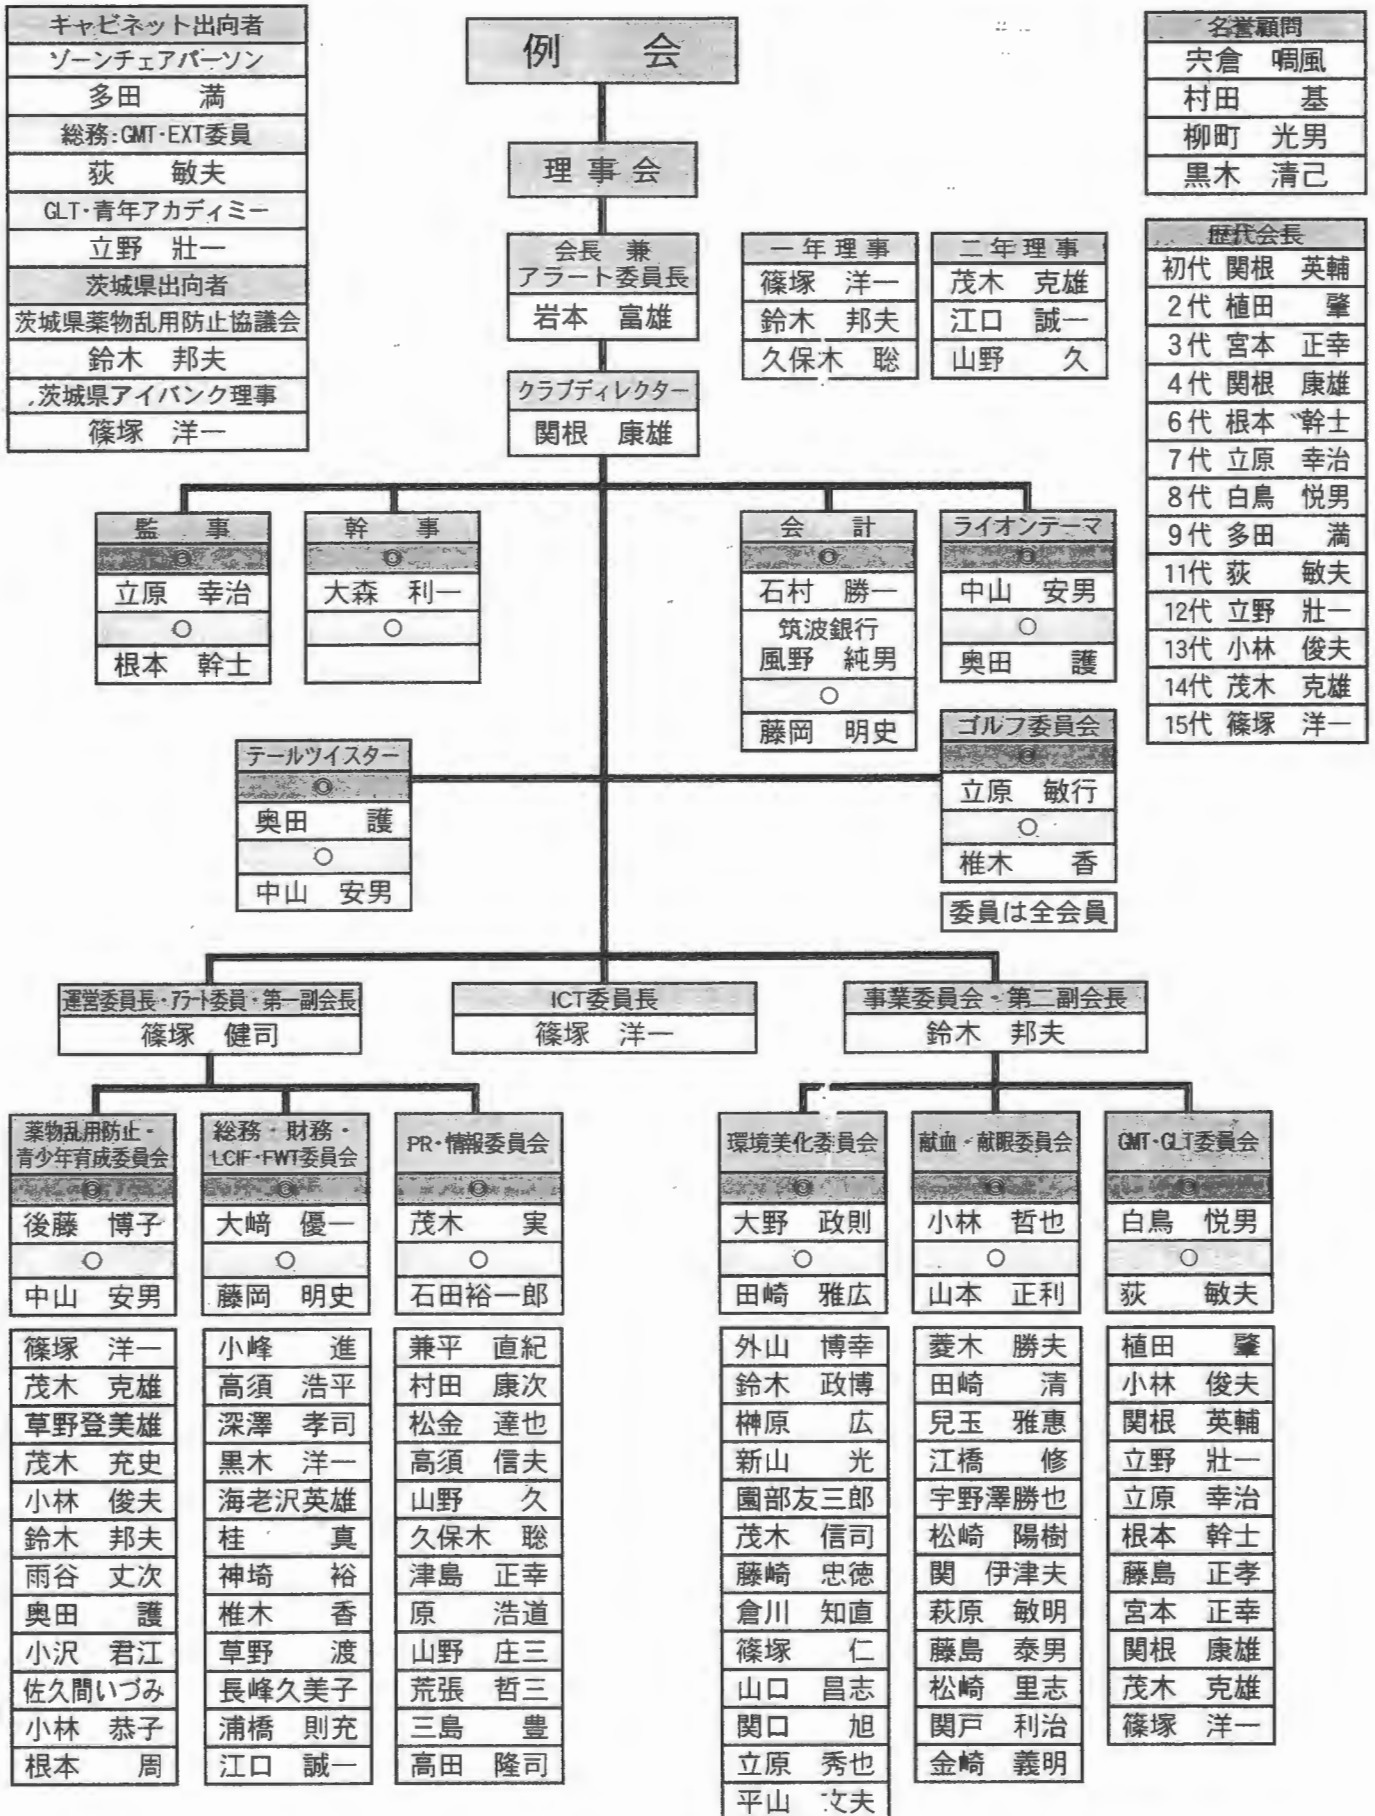 キャビネット出向者
ゾーンチェアパーソン
多田 満
総務:GMT・EXT委員
荻 敏夫
GLT・青年アカディミー
立野 壯一
茨城県出向者
茨城県薬物乱用防止協議会
鈴木 邦夫
茨城県アイバンク理事
篠塚 洋一
例 会
理事会
会長 兼
アラート委員長
岩本 富雄
クラブディレクター
関根 康雄
一年理事
篠塚 洋一
鈴木 邦夫
久保木 聡
二年理事
茂木 克雄
江口 誠一
山野 久
名誉顧問
宍倉 啁風
村田 基
柳町 光男
黒木 清己
歴代会長
初代 関根 英輔
2代 植田 肇
3代 宮本 正幸
4代 関根 康雄
6代 根本 幹士
7代 立原 幸治
8代 白鳥 悦男
9代 多田 満
11代 荻 敏夫
12代 立野 壯一
13代 小林 俊夫
14代 茂木 克雄
15代 篠塚 洋一
監 事
◎
立原 幸治
○
根本 幹士
幹 事
◎
大森 利一
○
会 計
◎
石村 勝一
筑波銀行
風野 純男
○
藤岡 明史
ライオンテーマ
◎
中山 安男
○
奥田 護
テールツイスター
◎
奥田 護
○
中山 安男
ゴルフ委員会
◎
立原 敏行
○
椎木 香
委員は全会員
運営委員長・アラート委員・第一副会長
篠塚 健司
ICT委員長
篠塚 洋一
事業委員会・第二副会長
鈴木 邦夫
薬物乱用防止・
青少年育成委員会
◎
後藤 博子
○
中山 安男
篠塚 洋一
茂木 克雄
草野登美雄
茂木 充史
小林 俊夫
鈴木 邦夫
雨谷 丈次
奥田 護
小沢 君江
佐久間いづみ
小林 恭子
根本 周
総務・財務・
LCIF・FWT委員会
◎
大﨑 優一
○
藤岡 明史
小峰 進
高須 浩平
深澤 孝司
黒木 洋一
海老沢英雄
桂 真
神埼 裕
椎木 香
草野 渡
長峰久美子
浦橋 則充
江口 誠一
PR・情報委員会
◎
茂木 実
○
石田裕一郎
兼平 直紀
村田 康次
松金 達也
高須 信夫
山野 久
久保木 聡
津島 正幸
原 浩道
山野 庄三
荒張 哲三
三島 豊
高田 隆司
環境美化委員会
◎
大野 政則
○
田崎 雅広
外山 博幸
鈴木 政博
榊原 広
新山 光
園部友三郎
茂木 信司
藤崎 忠徳
倉川 知直
篠塚 仁
山口 昌志
関口 旭
立原 秀也
平山 夫
献血・献眼委員会
◎
小林 哲也
○
山本 正利
菱木 勝夫
田崎 清
兒玉 雅恵
江橋 修
宇野澤勝也
松崎 陽樹
関 伊津夫
萩原 敏明
藤島 泰男
松崎 里志
関戸 利治
金崎 義明
GMT・GLT委員会
◎
白鳥 悦男
○
荻 敏夫
植田 肇
小林 俊夫
関根 英輔
立野 壯一
立原 幸治
根本 幹士
藤島 正孝
宮本 正幸
関根 康雄
茂木 克雄
篠塚 洋一